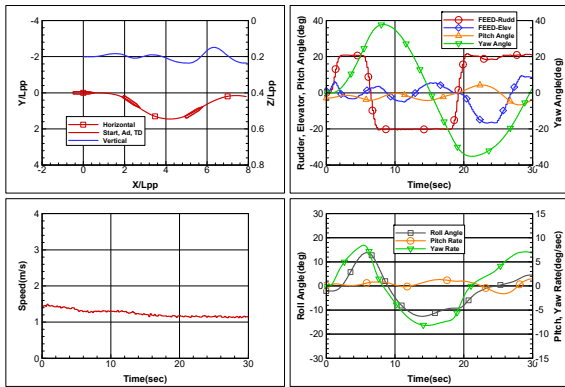 -4
-2
0
2
4
Y/Lpp
0
0.2
0.4
0.6
0.8
Z/Lpp
Horizontal
Start, Ad, TD
Vertical
-2
0
2
4
6
8
X/Lpp
40
20
0
-20
-40
Rudder, Elevator, Pitch Angle(deg)
FEED-Rudd
FEED-Elev
Pitch Angle
Yaw Angle
40
20
0
-20
-40
Yaw Angle(deg)
0
10
20
30
Time(sec)
4
3
2
1
0
Speed(m/s)
0
10
20
30
Time(sec)
30
20
10
0
-10
-20
-30
Roll Angle(deg)
Roll Angle
Pitch Rate
Yaw Rate
15
10
5
0
-5
-10
-15
Pitch, Yaw Rate(deg/sec)
0
10
20
30
Time(sec)